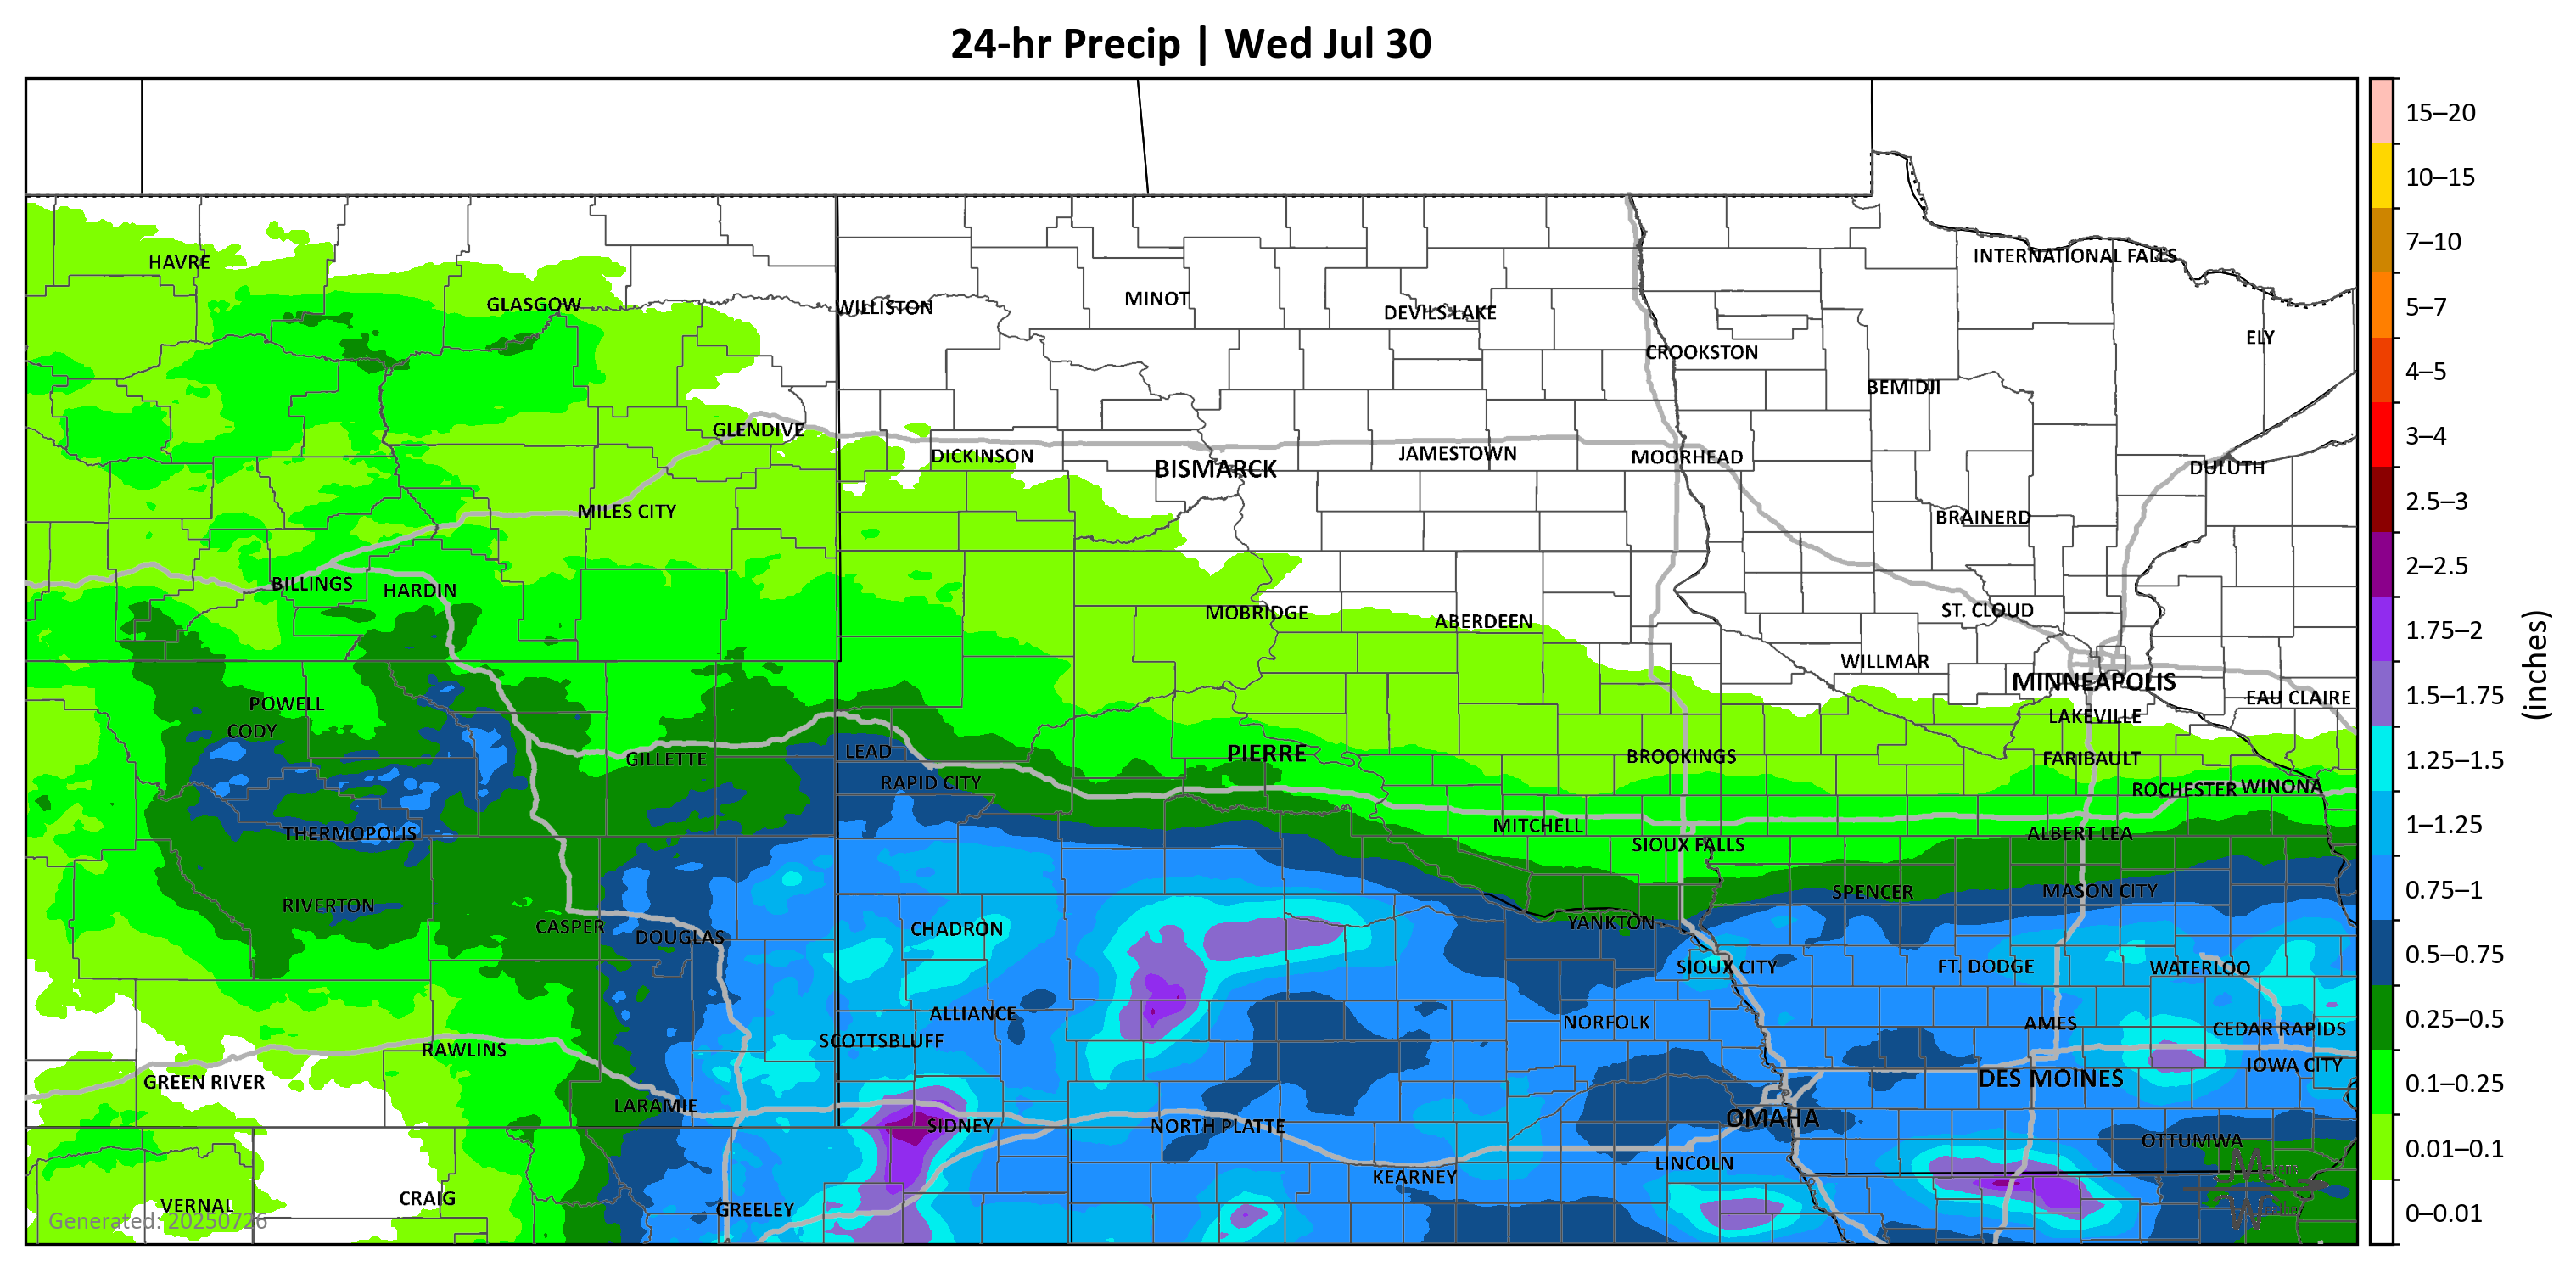 24-hr Precip | Wed Jul 30
15–20
10–15
7–10
5–7
4–5
3–4
2.5–3
2–2.5
1.75–2
1.5–1.75
1.25–1.5
1–1.25
0.75–1
0.5–0.75
0.25–0.5
0.1–0.25
0.01–0.1
0–0.01
(inches)
HAVRE
INTERNATIONAL FALLS
GLASGOW
WILLISTON
MINOT
DEVILS LAKE
ELY
CROOKSTON
BEMIDJI
GLENDIVE
DICKINSON
BISMARCK
JAMESTOWN
MOORHEAD
DULUTH
MILES CITY
BRAINERD
BILLINGS
HARDIN
MOBRIDGE
ABERDEEN
ST. CLOUD
WILLMAR
MINNEAPOLIS
EAU CLAIRE
POWELL
LAKEVILLE
CODY
GILLETTE
LEAD
PIERRE
BROOKINGS
FARIBAULT
RAPID CITY
ROCHESTER
WINONA
THERMOPOLIS
MITCHELL
SIOUX FALLS
ALBERT LEA
RIVERTON
SPENCER
MASON CITY
CASPER
DOUGLAS
CHADRON
YANKTON
SIOUX CITY
FT. DODGE
WATERLOO
ALLIANCE
NORFOLK
AMES
CEDAR RAPIDS
SCOTTSBLUFF
RAWLINS
IOWA CITY
GREEN RIVER
DES MOINES
LARAMIE
SIDNEY
NORTH PLATTE
OMAHA
OTTUMWA
LINCOLN
KEARNEY
VERNAL
CRAIG
GREELEY
Generated: 20250726